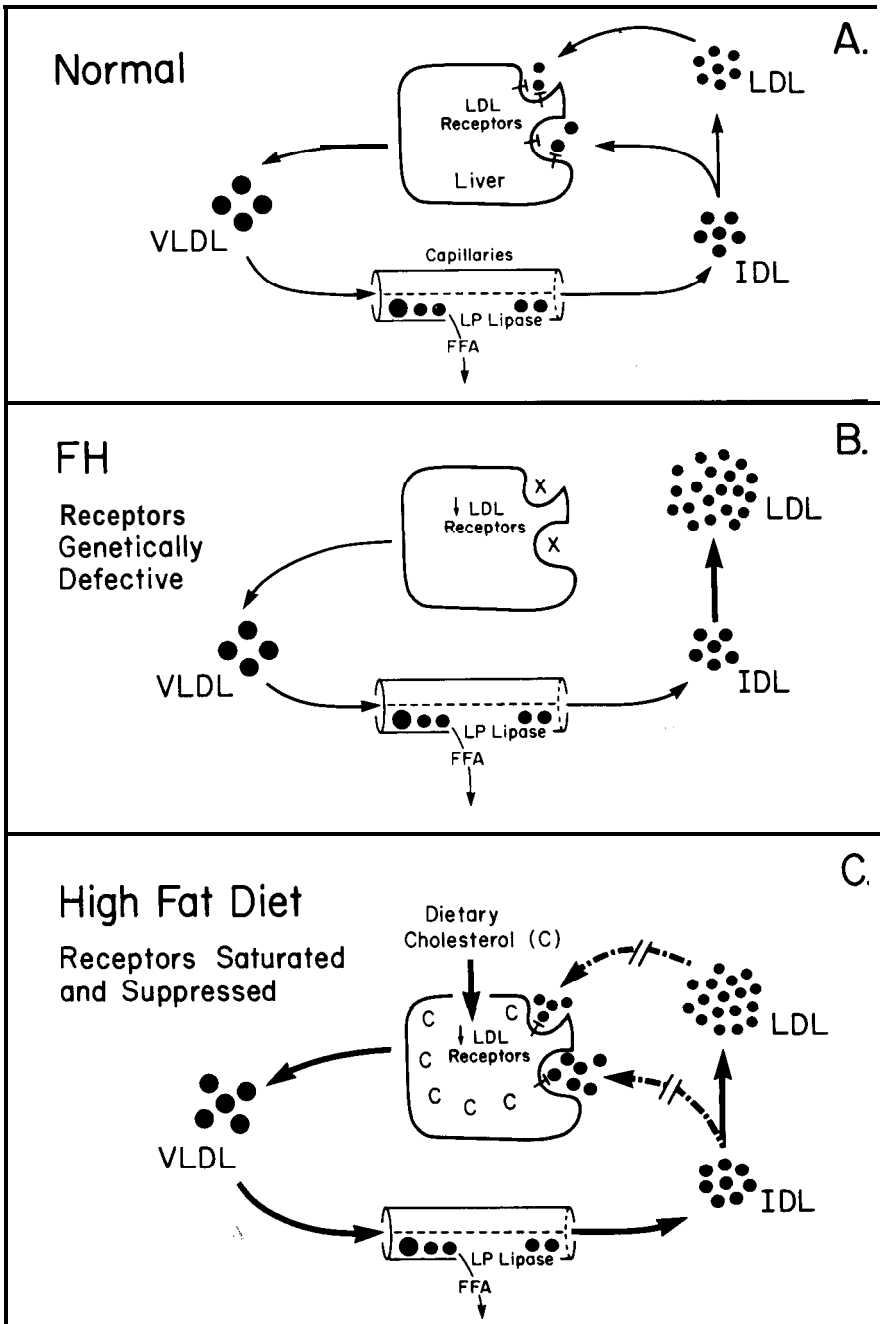 A.
Normal
LDL
LDL
Receptors
Liver
VLDL
IDL
Capillaries
LP Lipase
FFA
B.
FH
Receptors
Genetically
Defective
↓ LDL
Receptors
X
X
LDL
VLDL
IDL
LP Lipase
FFA
C.
High Fat Diet
Receptors Saturated
and Suppressed
Dietary
Cholesterol (C)
C
C
↓ LDL
Receptors
C
C
C
C
LDL
VLDL
IDL
LP Lipase
FFA